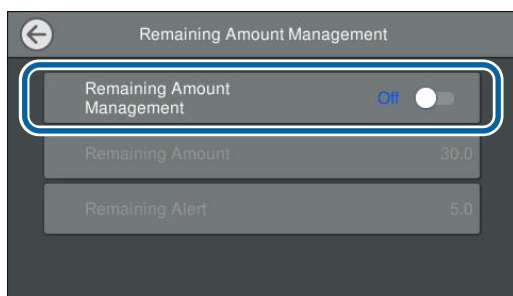 Remaining Amount Management
Remaining Amount
Management
Off
Remaining Amount
30.0
Remaining Alert
5.0